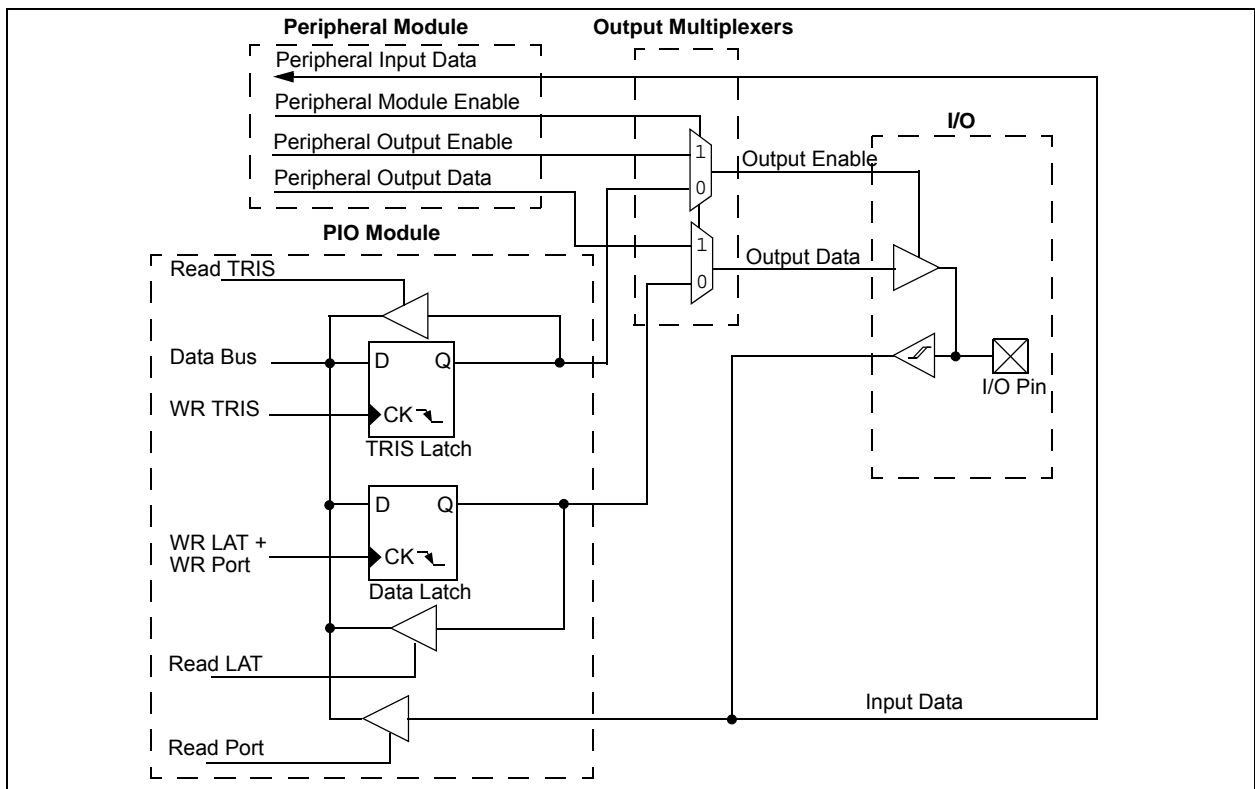 Peripheral Module
Output Multiplexers
Peripheral Input Data
Peripheral Module Enable
Peripheral Output Enable
Peripheral Output Data
I/O
1
0
Output Enable
1
0
Output Data
PIO Module
Read TRIS
Data Bus
D Q
WR TRIS
CK
TRIS Latch
I/O Pin
D Q
WR LAT +
WR Port
CK
Data Latch
Read LAT
Input Data
Read Port